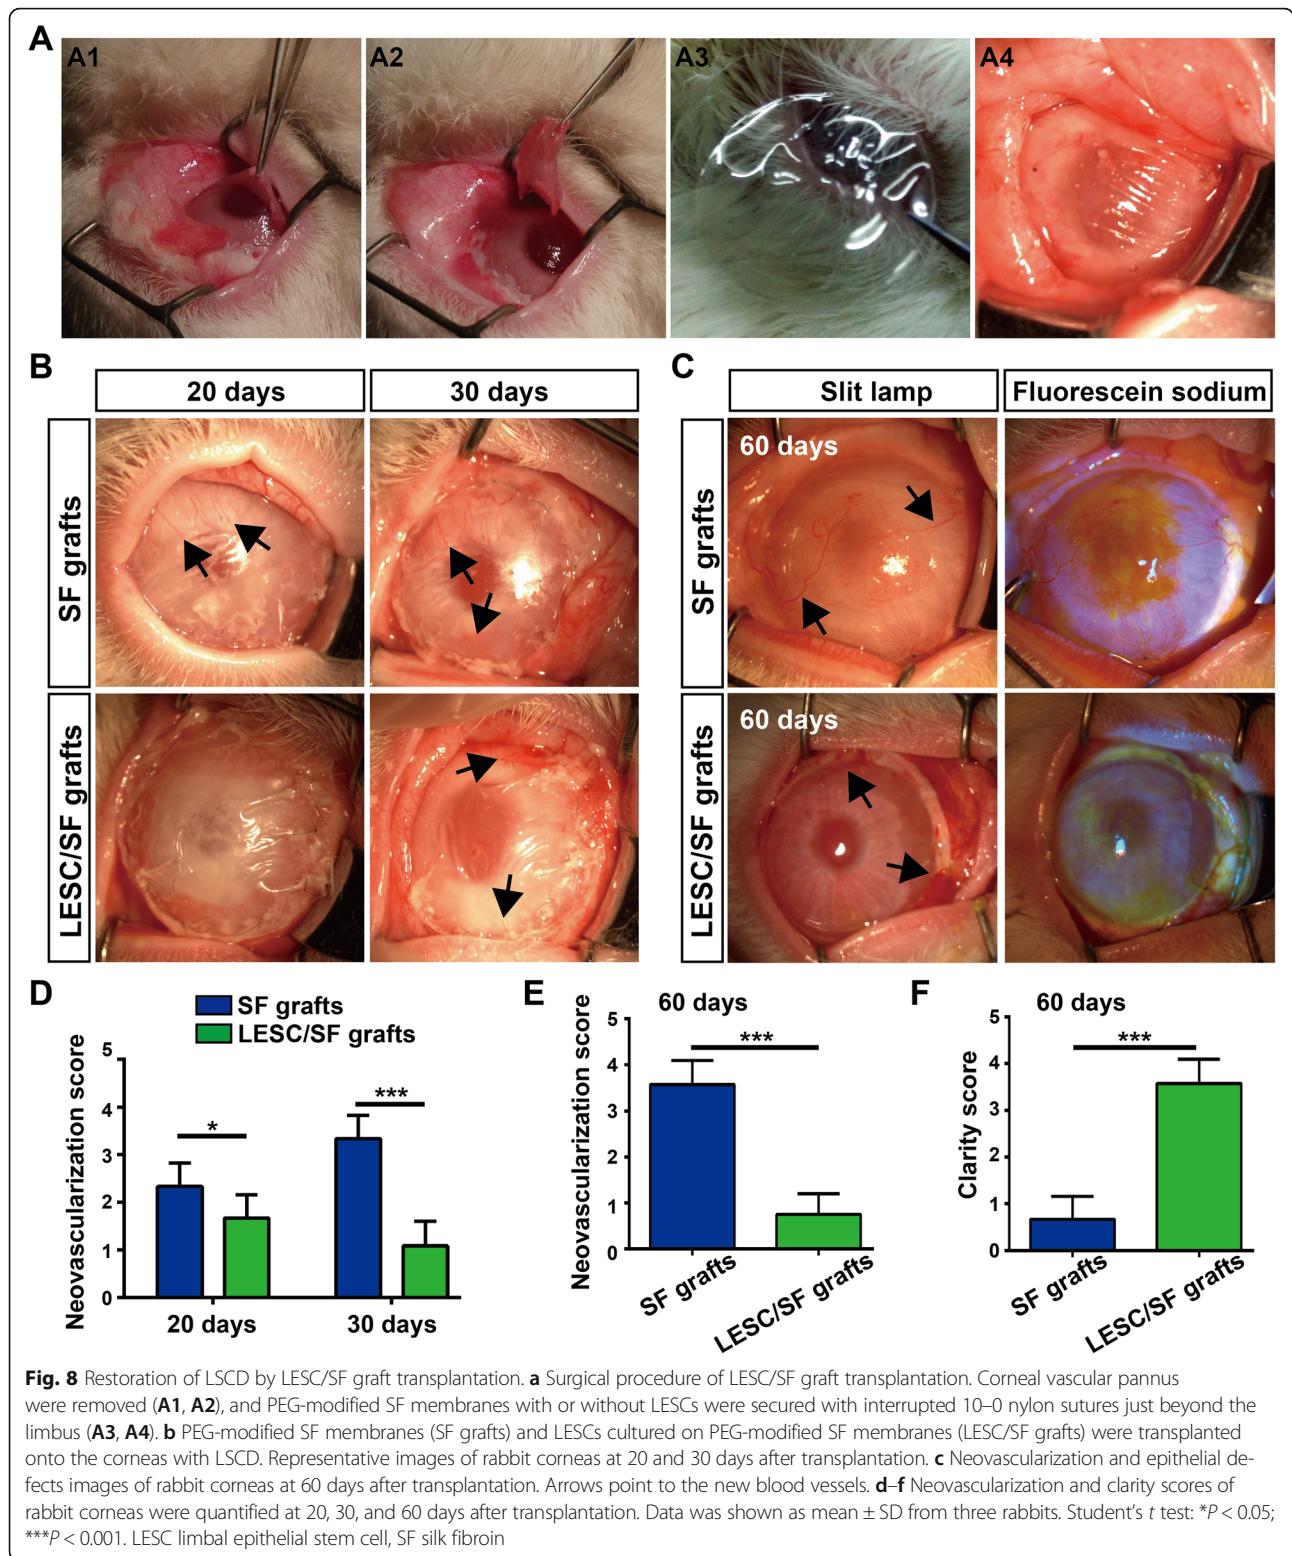 A
A1
A2
A3
A4
B
20 days
30 days
C
Slit lamp
Fluorescein sodium
SF grafts
SF grafts
60 days
LESC/SF grafts
LESC/SF grafts
60 days
D
SF grafts
LESC/SF grafts
Neovascularization score
5
4
3
2
1
0
*
***
20 days
30 days
E
60 days
Neovascularization score
5
4
3
2
1
0
***
SF grafts
LESC/SF grafts
F
60 days
Clarity score
5
4
3
2
1
0
***
SF grafts
LESC/SF grafts
Fig. 8 Restoration of LSCD by LESC/SF graft transplantation. a Surgical procedure of LESC/SF graft transplantation. Corneal vascular pannus
were removed (A1, A2), and PEG-modified SF membranes with or without LESCs were secured with interrupted 10–0 nylon sutures just beyond the
limbus (A3, A4). b PEG-modified SF membranes (SF grafts) and LESCs cultured on PEG-modified SF membranes (LESC/SF grafts) were transplanted
onto the corneas with LSCD. Representative images of rabbit corneas at 20 and 30 days after transplantation. c Neovascularization and epithelial de-
fects images of rabbit corneas at 60 days after transplantation. Arrows point to the new blood vessels. d–f Neovascularization and clarity scores of
rabbit corneas were quantified at 20, 30, and 60 days after transplantation. Data was shown as mean ± SD from three rabbits. Student's t test: *P < 0.05;
***P < 0.001. LESC limbal epithelial stem cell, SF silk fibroin